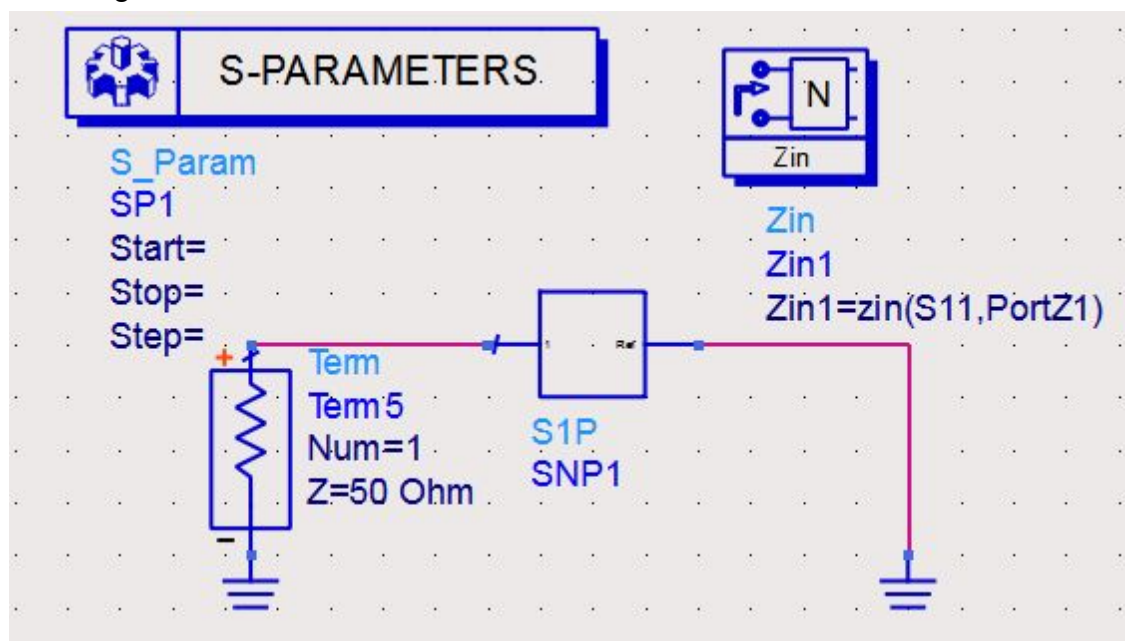 S-PARAMETERS
S_Param
SP1
Start=
Stop=
Step=
N
Zin
Zin
Zin1
Zin1=zin(S11,PortZ1)
+
Term
Term5
Num=1
Z=50 Ohm
-
1
Ref
S1P
SNP1